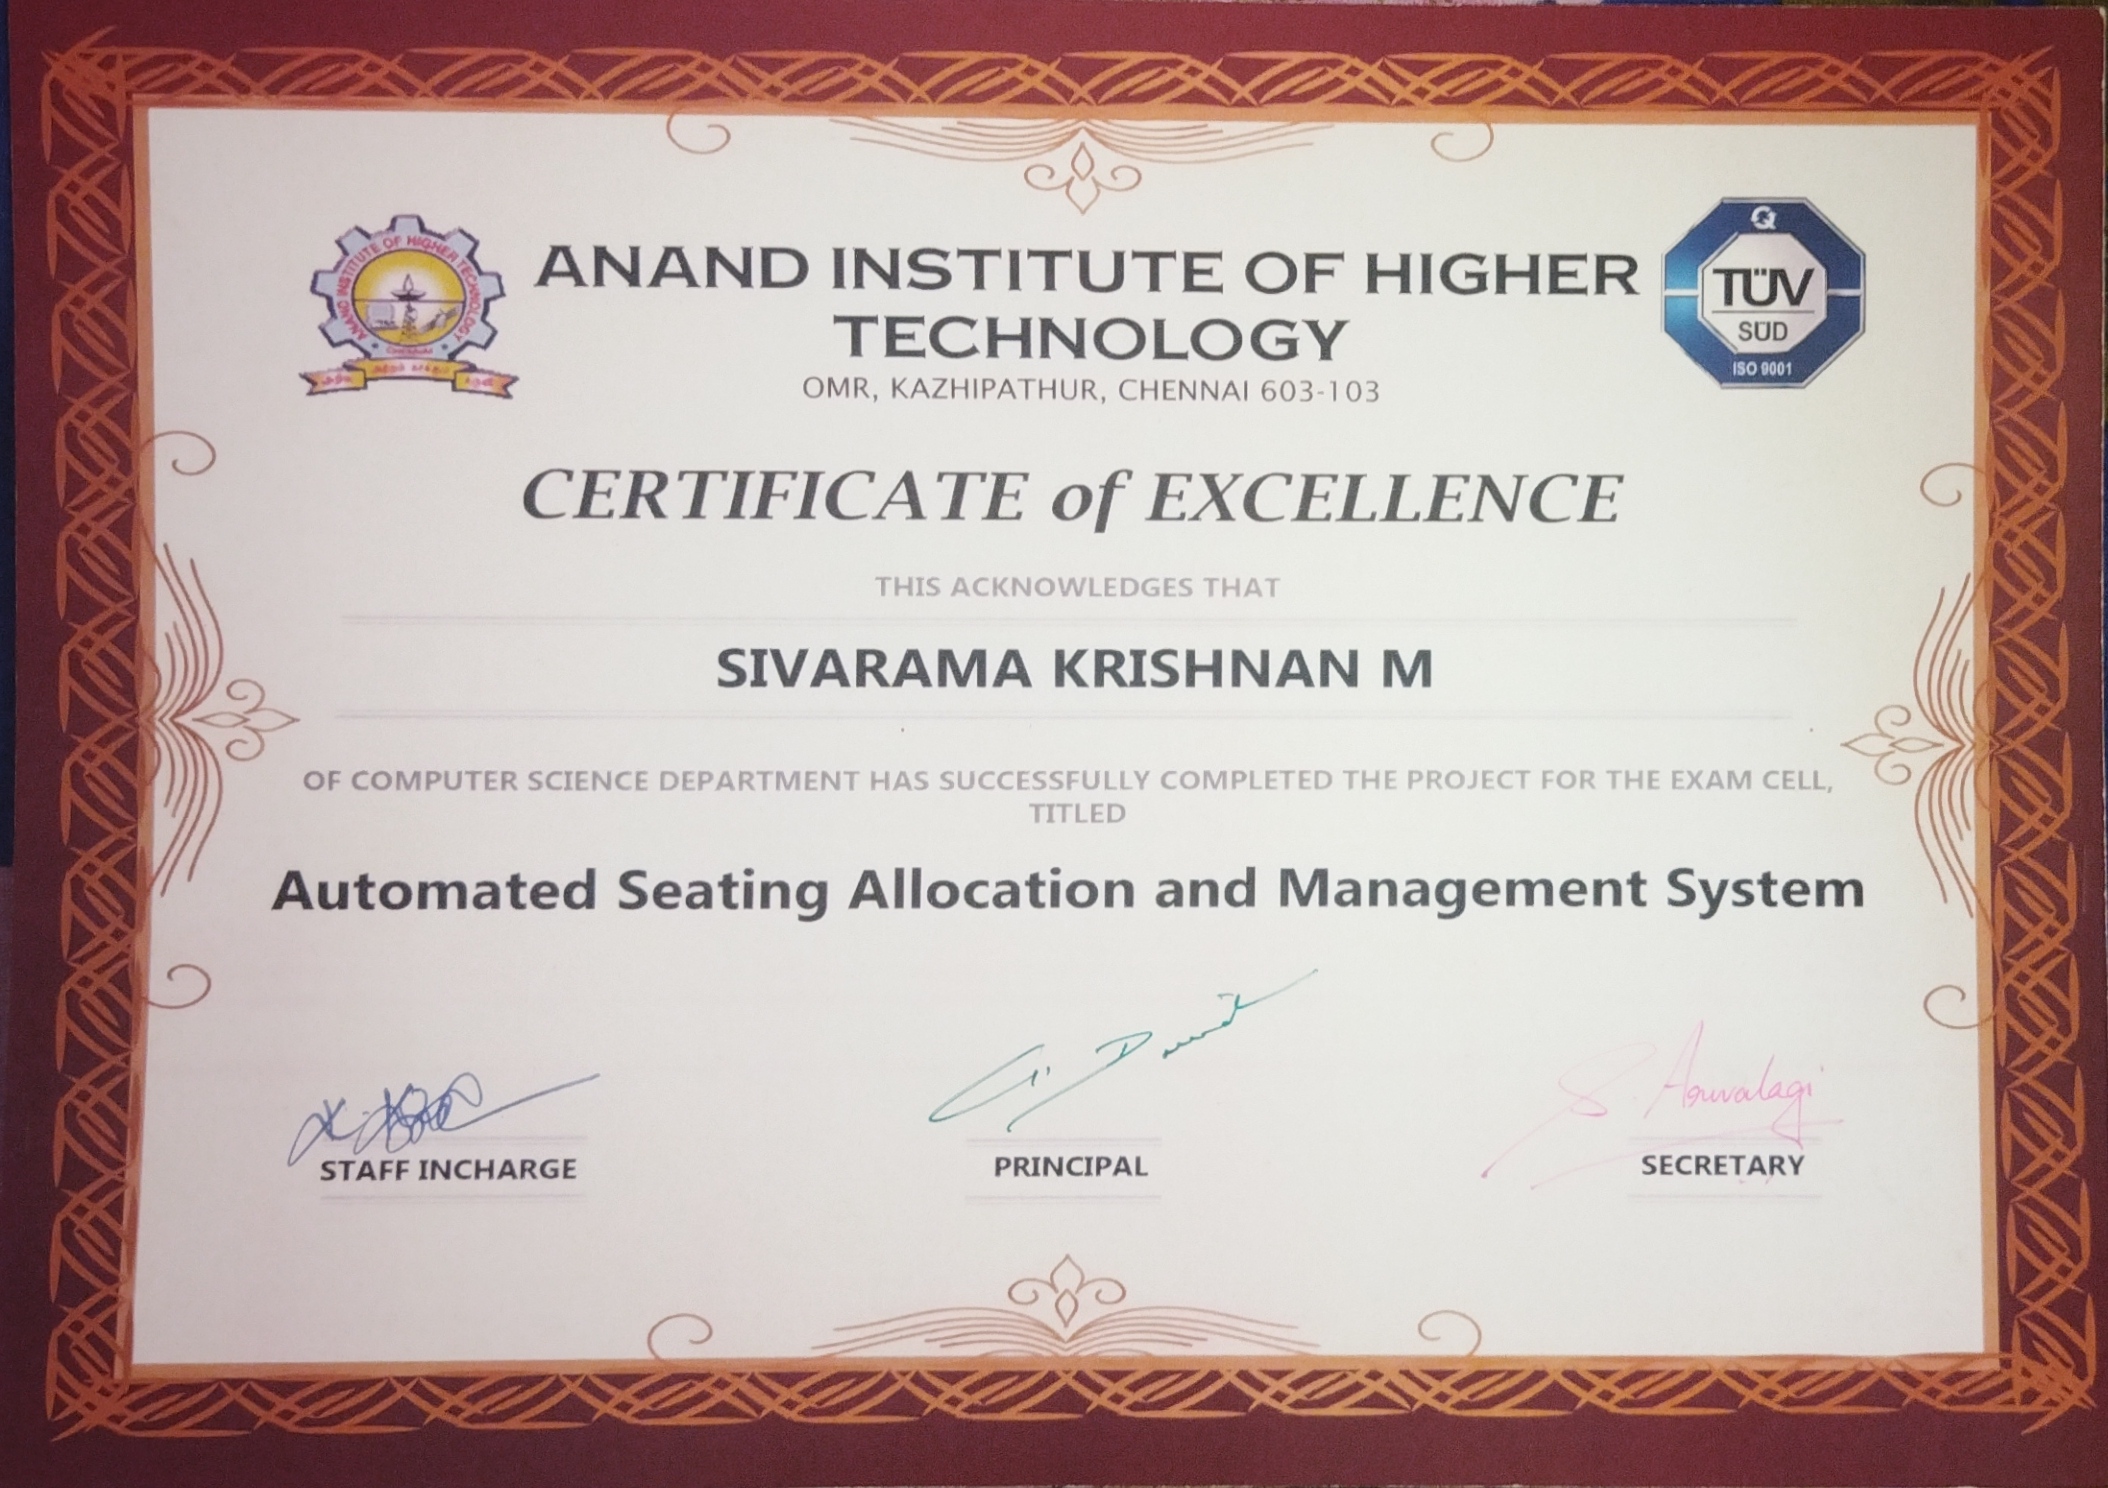 ANAND INSTITUTE OF HIGHER TECHNOLOGY
ANAND INSTITUTE OF HIGHER
TECHNOLOGY
OMR, KAZHIPATHUR, CHENNAI 603-103
Q
TÜV
SÜD
ISO 9001
CERTIFICATE of EXCELLENCE
THIS ACKNOWLEDGES THAT
SIVARAMA KRISHNAN M
OF COMPUTER SCIENCE DEPARTMENT HAS SUCCESSFULLY COMPLETED THE PROJECT FOR THE EXAM CELL,
TITLED
Automated Seating Allocation and Management System
STAFF INCHARGE
PRINCIPAL
SECRETARY